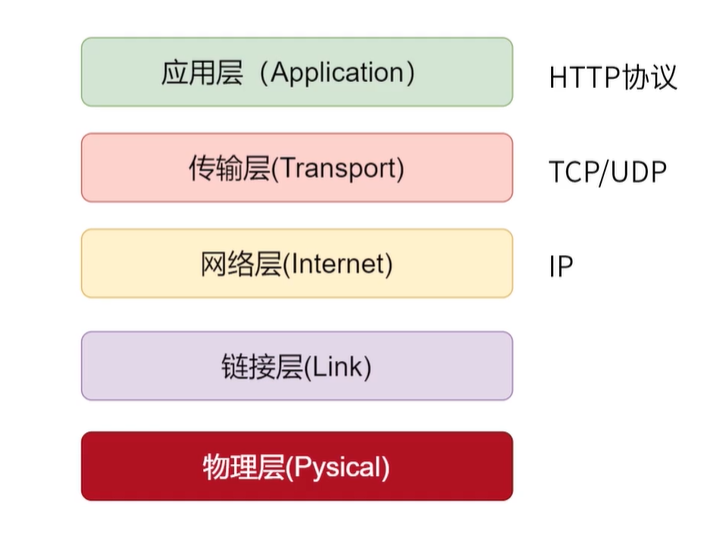 应用层（Application）
HTTP协议
传输层(Transport)
TCP/UDP
网络层(Internet)
IP
链接层(Link)
物理层(Pysical)